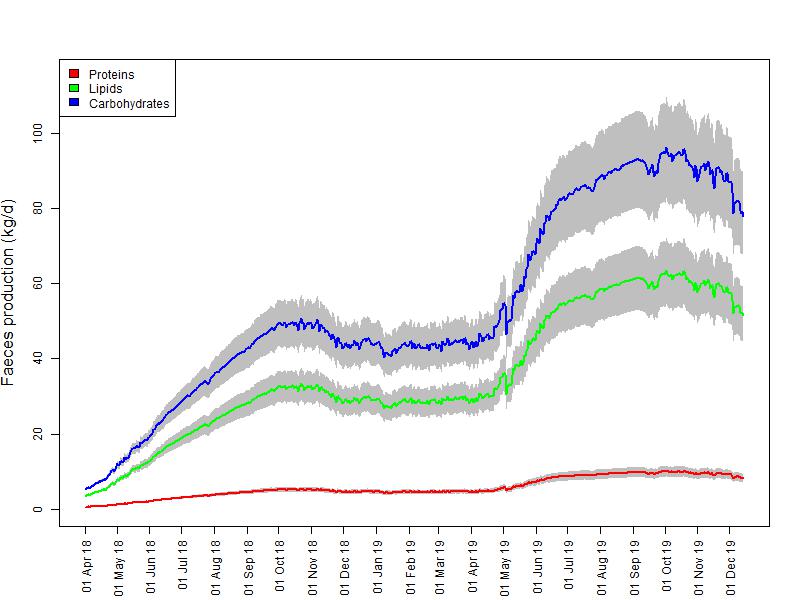 Proteins
Lipids
Carbohydrates
Faeces production (kg/d)
100
80
60
40
20
0
01 Apr 18
01 May 18
01 Jun 18
01 Jul 18
01 Aug 18
01 Sep 18
01 Oct 18
01 Nov 18
01 Dec 18
01 Jan 19
01 Feb 19
01 Mar 19
01 Apr 19
01 May 19
01 Jun 19
01 Jul 19
01 Aug 19
01 Sep 19
01 Oct 19
01 Nov 19
01 Dec 19